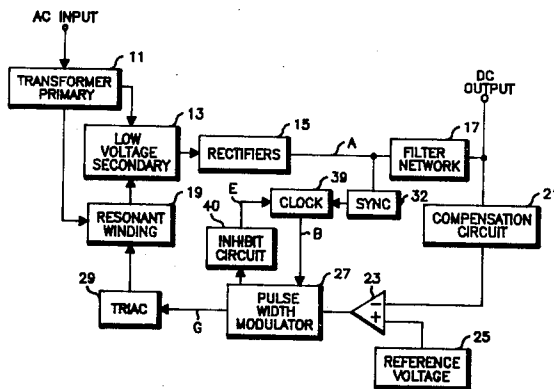 AC INPUT
11
TRANSFORMER
PRIMARY
DC
OUTPUT
13
LOW
VOLTAGE
SECONDARY
15
RECTIFIERS
A
17
FILTER
NETWORK
39
E
CLOCK
32
SYNC
19
RESONANT
WINDING
40
INHIBIT
CIRCUIT
B
COMPENSATION
CIRCUIT
29
TRIAC
G
27
PULSE
WIDTH
MODULATOR
23
−
+
25
REFERENCE
VOLTAGE